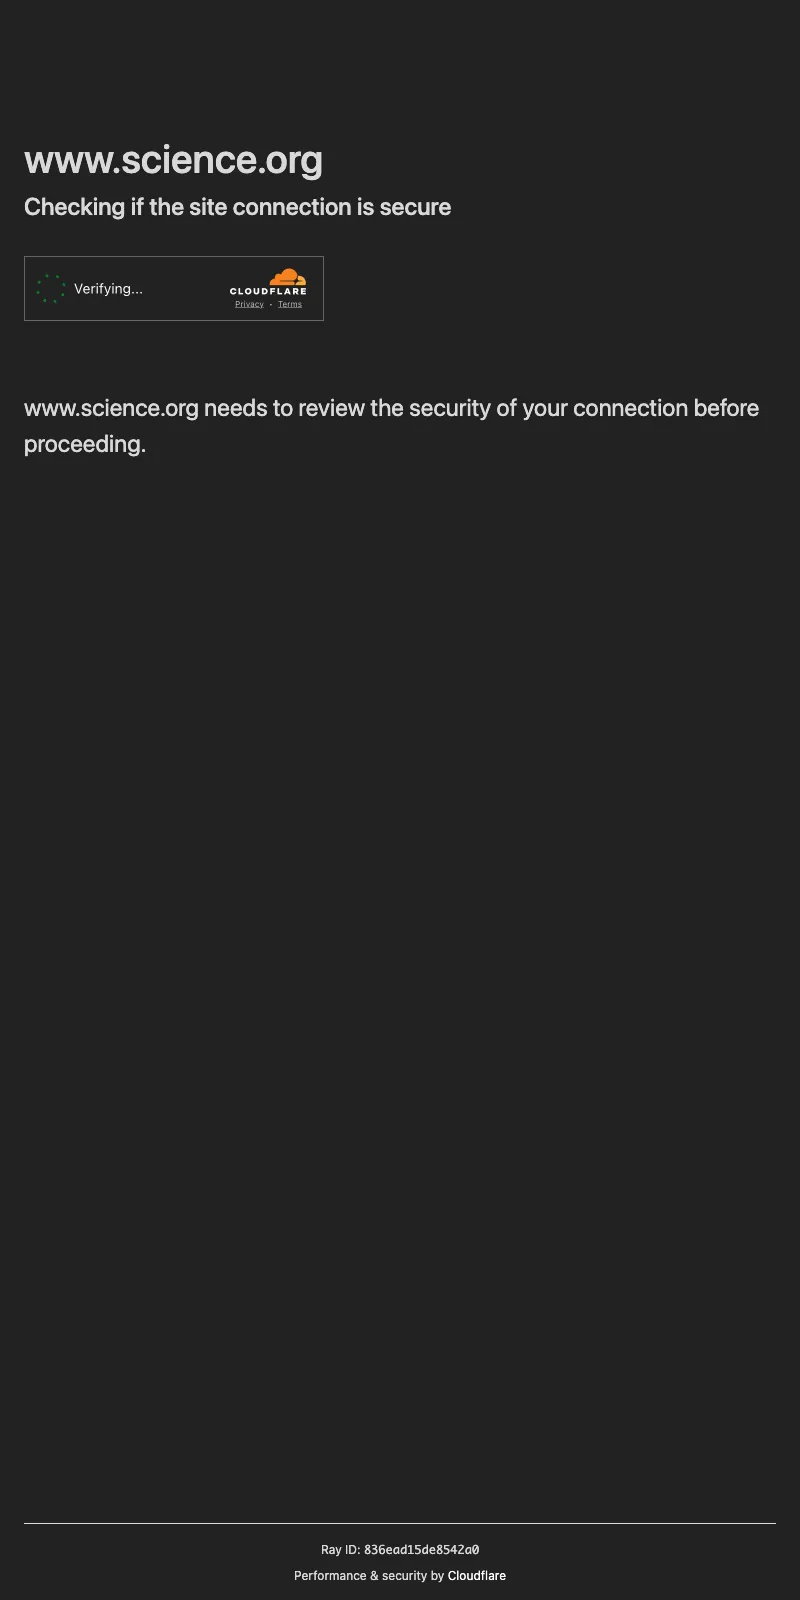 www.science.org
Checking if the site connection is secure
Verifying...
CLOUDFLARE
Privacy • Terms
www.science.org needs to review the security of your connection before
proceeding.
Ray ID: 836ead15de8542a0
Performance & security by Cloudflare